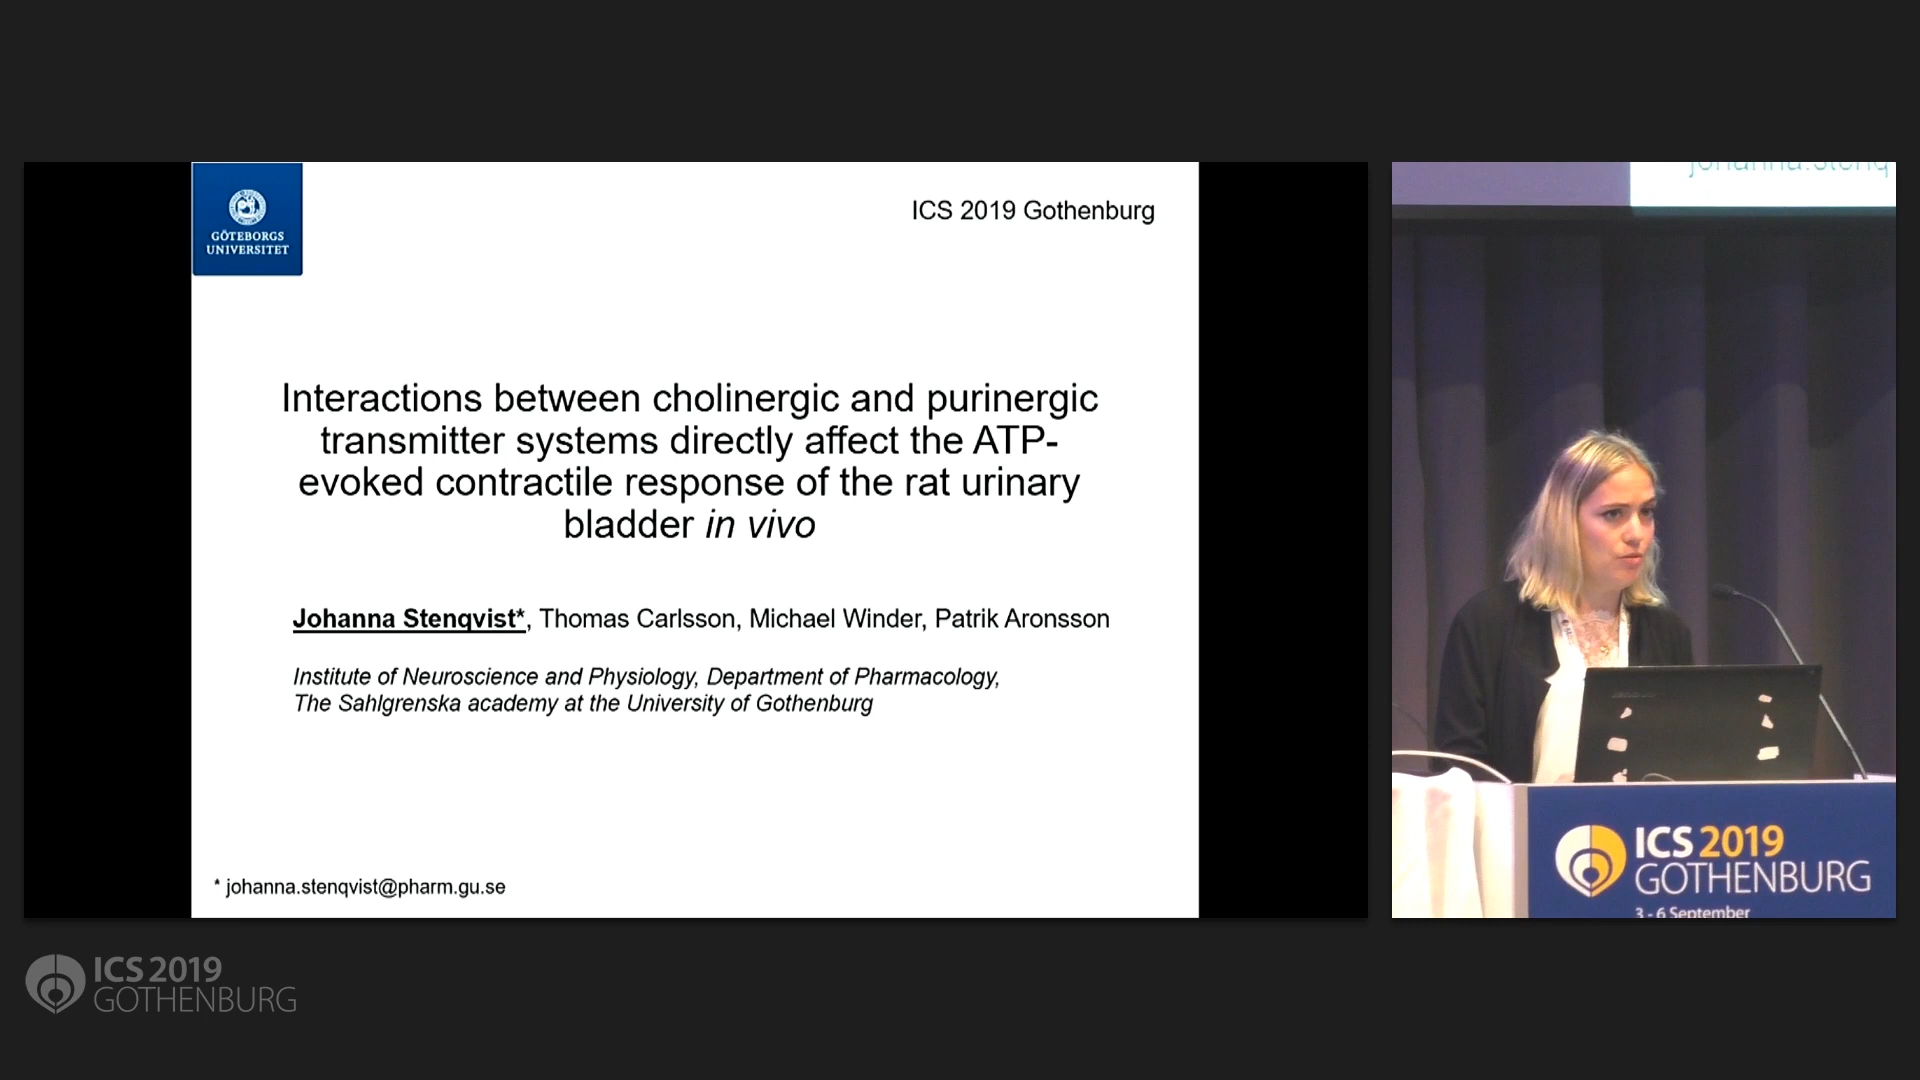 GÖTEBORGS
UNIVERSITET
ICS 2019 Gothenburg
Interactions between cholinergic and purinergic
transmitter systems directly affect the ATP-
evoked contractile response of the rat urinary
bladder in vivo
Johanna Stenqvist*, Thomas Carlsson, Michael Winder, Patrik Aronsson
Institute of Neuroscience and Physiology, Department of Pharmacology,
The Sahlgrenska academy at the University of Gothenburg
* johanna.stenqvist@pharm.gu.se
johanna.stenq
ICS 2019
GOTHENBURG
3 - 6 September
ICS 2019
GOTHENBURG